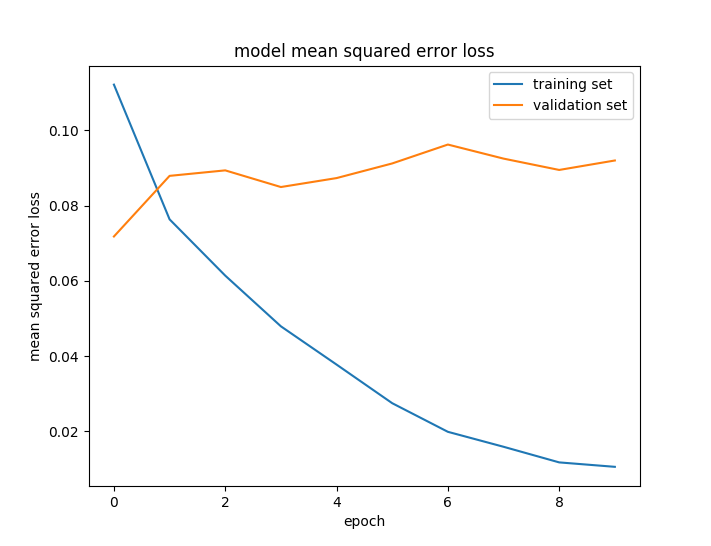 model mean squared error loss
training set
validation set
mean squared error loss
0.10
0.08
0.06
0.04
0.02
0 2 4 6 8
epoch